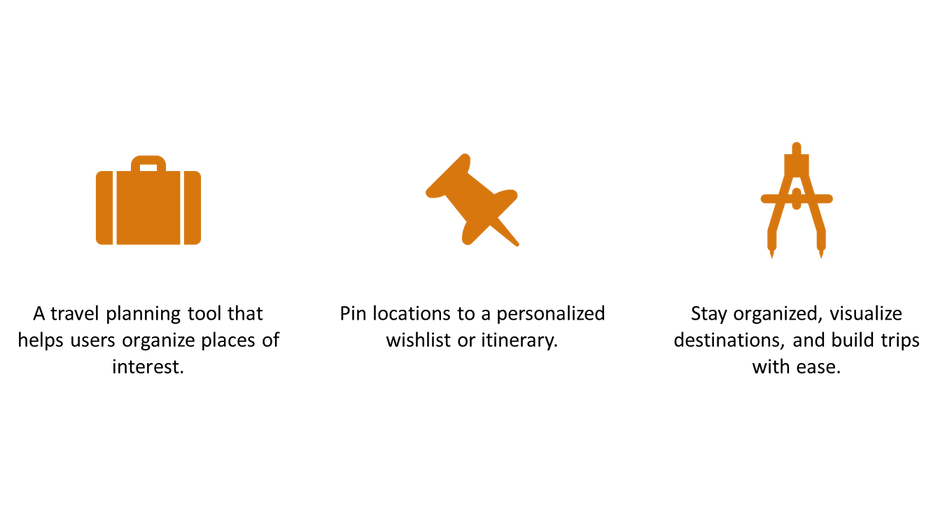 A travel planning tool that
helps users organize places of
interest.
Pin locations to a personalized
wishlist or itinerary.
Stay organized, visualize
destinations, and build trips
with ease.